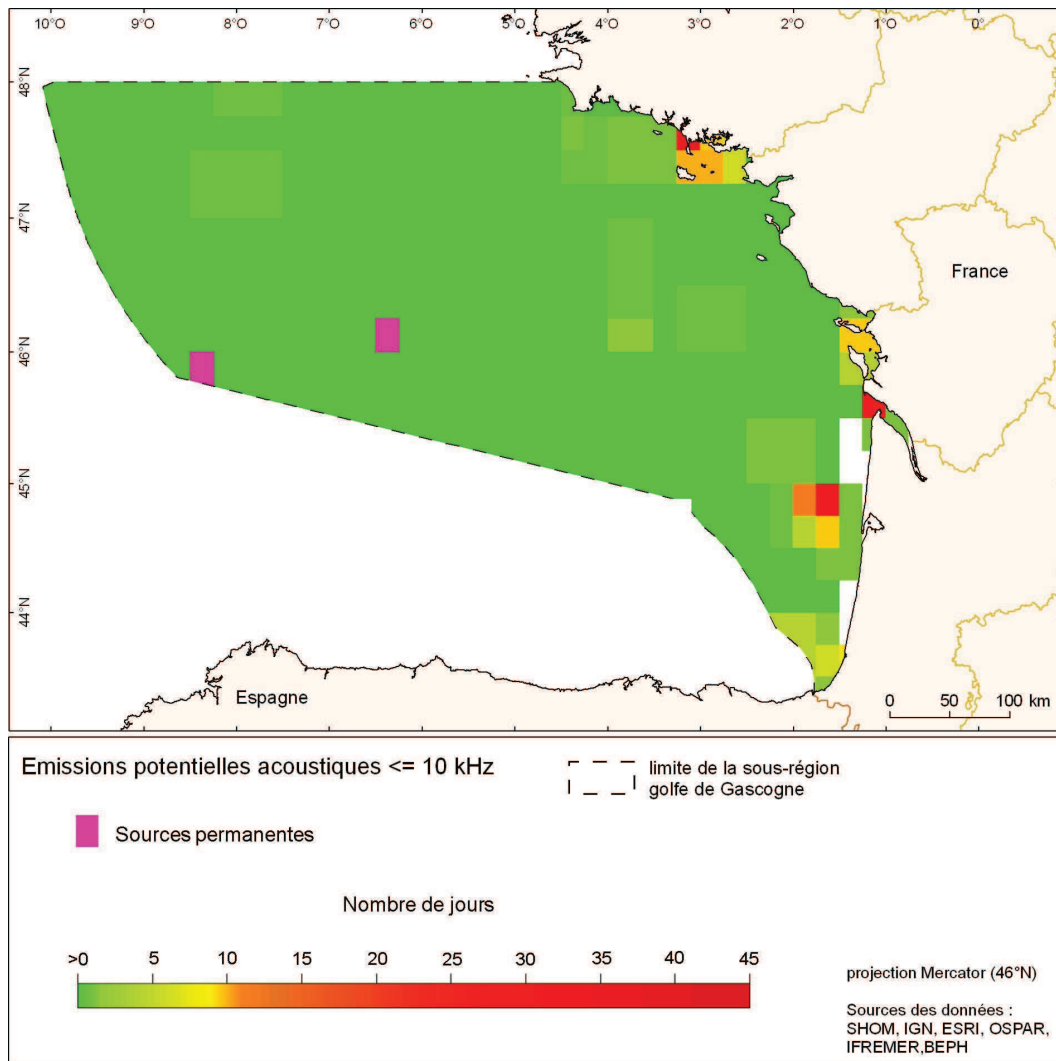 10°O 9°O 8°O 7°O 6°O 5°O 4°O 3°O 2°O 1°O 0°O
48°N
47°N
46°N
45°N
44°N
France
Espagne
0 50 100 km
Emissions potentielles acoustiques <= 10 kHz
limite de la sous-région
golfe de Gascogne
Sources permanentes
Nombre de jours
>0 5 10 15 20 25 30 35 40 45
projection Mercator (46°N)
Sources des données :
SHOM, IGN, ESRI, OSPAR,
IFREMER,BEPH